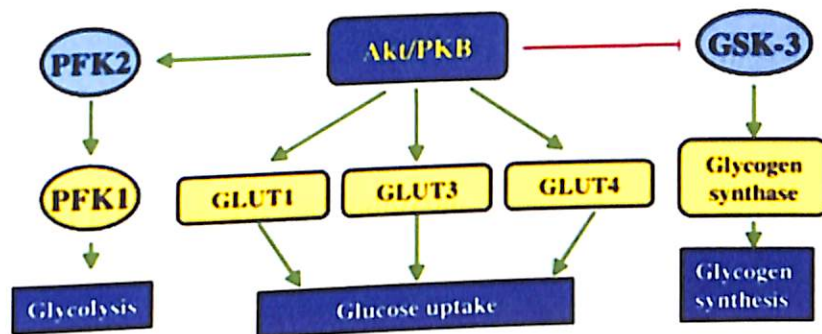 PFK2
Akt/PKB
GSK-3
PFK1
GLUT1
GLUT3
GLUT4
Glycogen
synthase
Glycolysis
Glucose uptake
Glycogen
synthesis